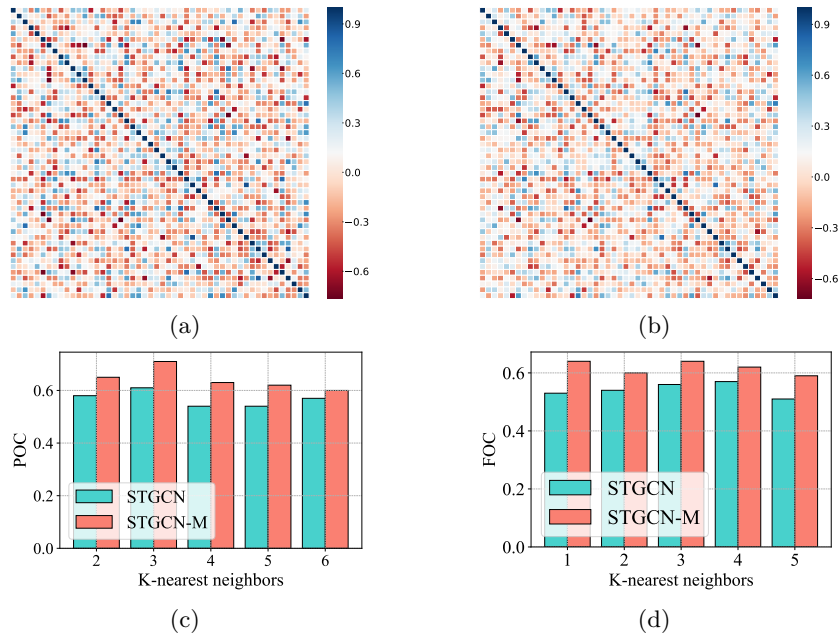 0.9
0.6
0.3
0.0
−0.3
−0.6
(a)
0.9
0.6
0.3
0.0
−0.3
−0.6
(b)
POC
0.6
0.4
0.2
0.0
STGCN
STGCN-M
2 3 4 5 6
K-nearest neighbors
(c)
FOC
0.6
0.4
0.2
0.0
STGCN
STGCN-M
1 2 3 4 5
K-nearest neighbors
(d)